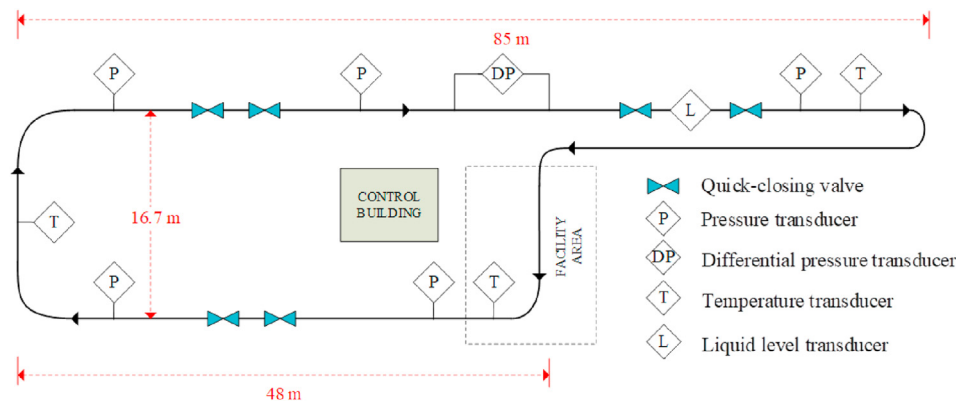 85 m
P
P
DP
P
T
L
16.7 m
CONTROL
BUILDING
T
FACILITY
AREA
P
P
T
48 m
Quick-closing valve
P
Pressure transducer
DP
Differential pressure transducer
T
Temperature transducer
L
Liquid level transducer